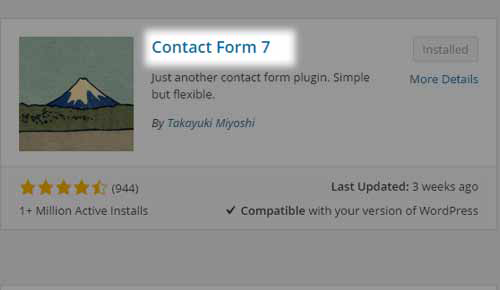 Contact Form 7
Installed
Just another contact form plugin. Simple
but flexible.
More Details
By Takayuki Miyoshi
(944)
Last Updated: 3 weeks ago
1+ Million Active Installs
Compatible with your version of WordPress